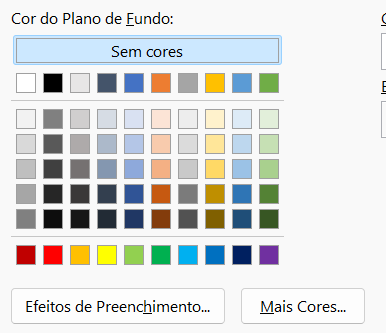 Cor do Plano de Fundo:
Sem cores
Efeitos de Preenchimento...
Mais Cores...